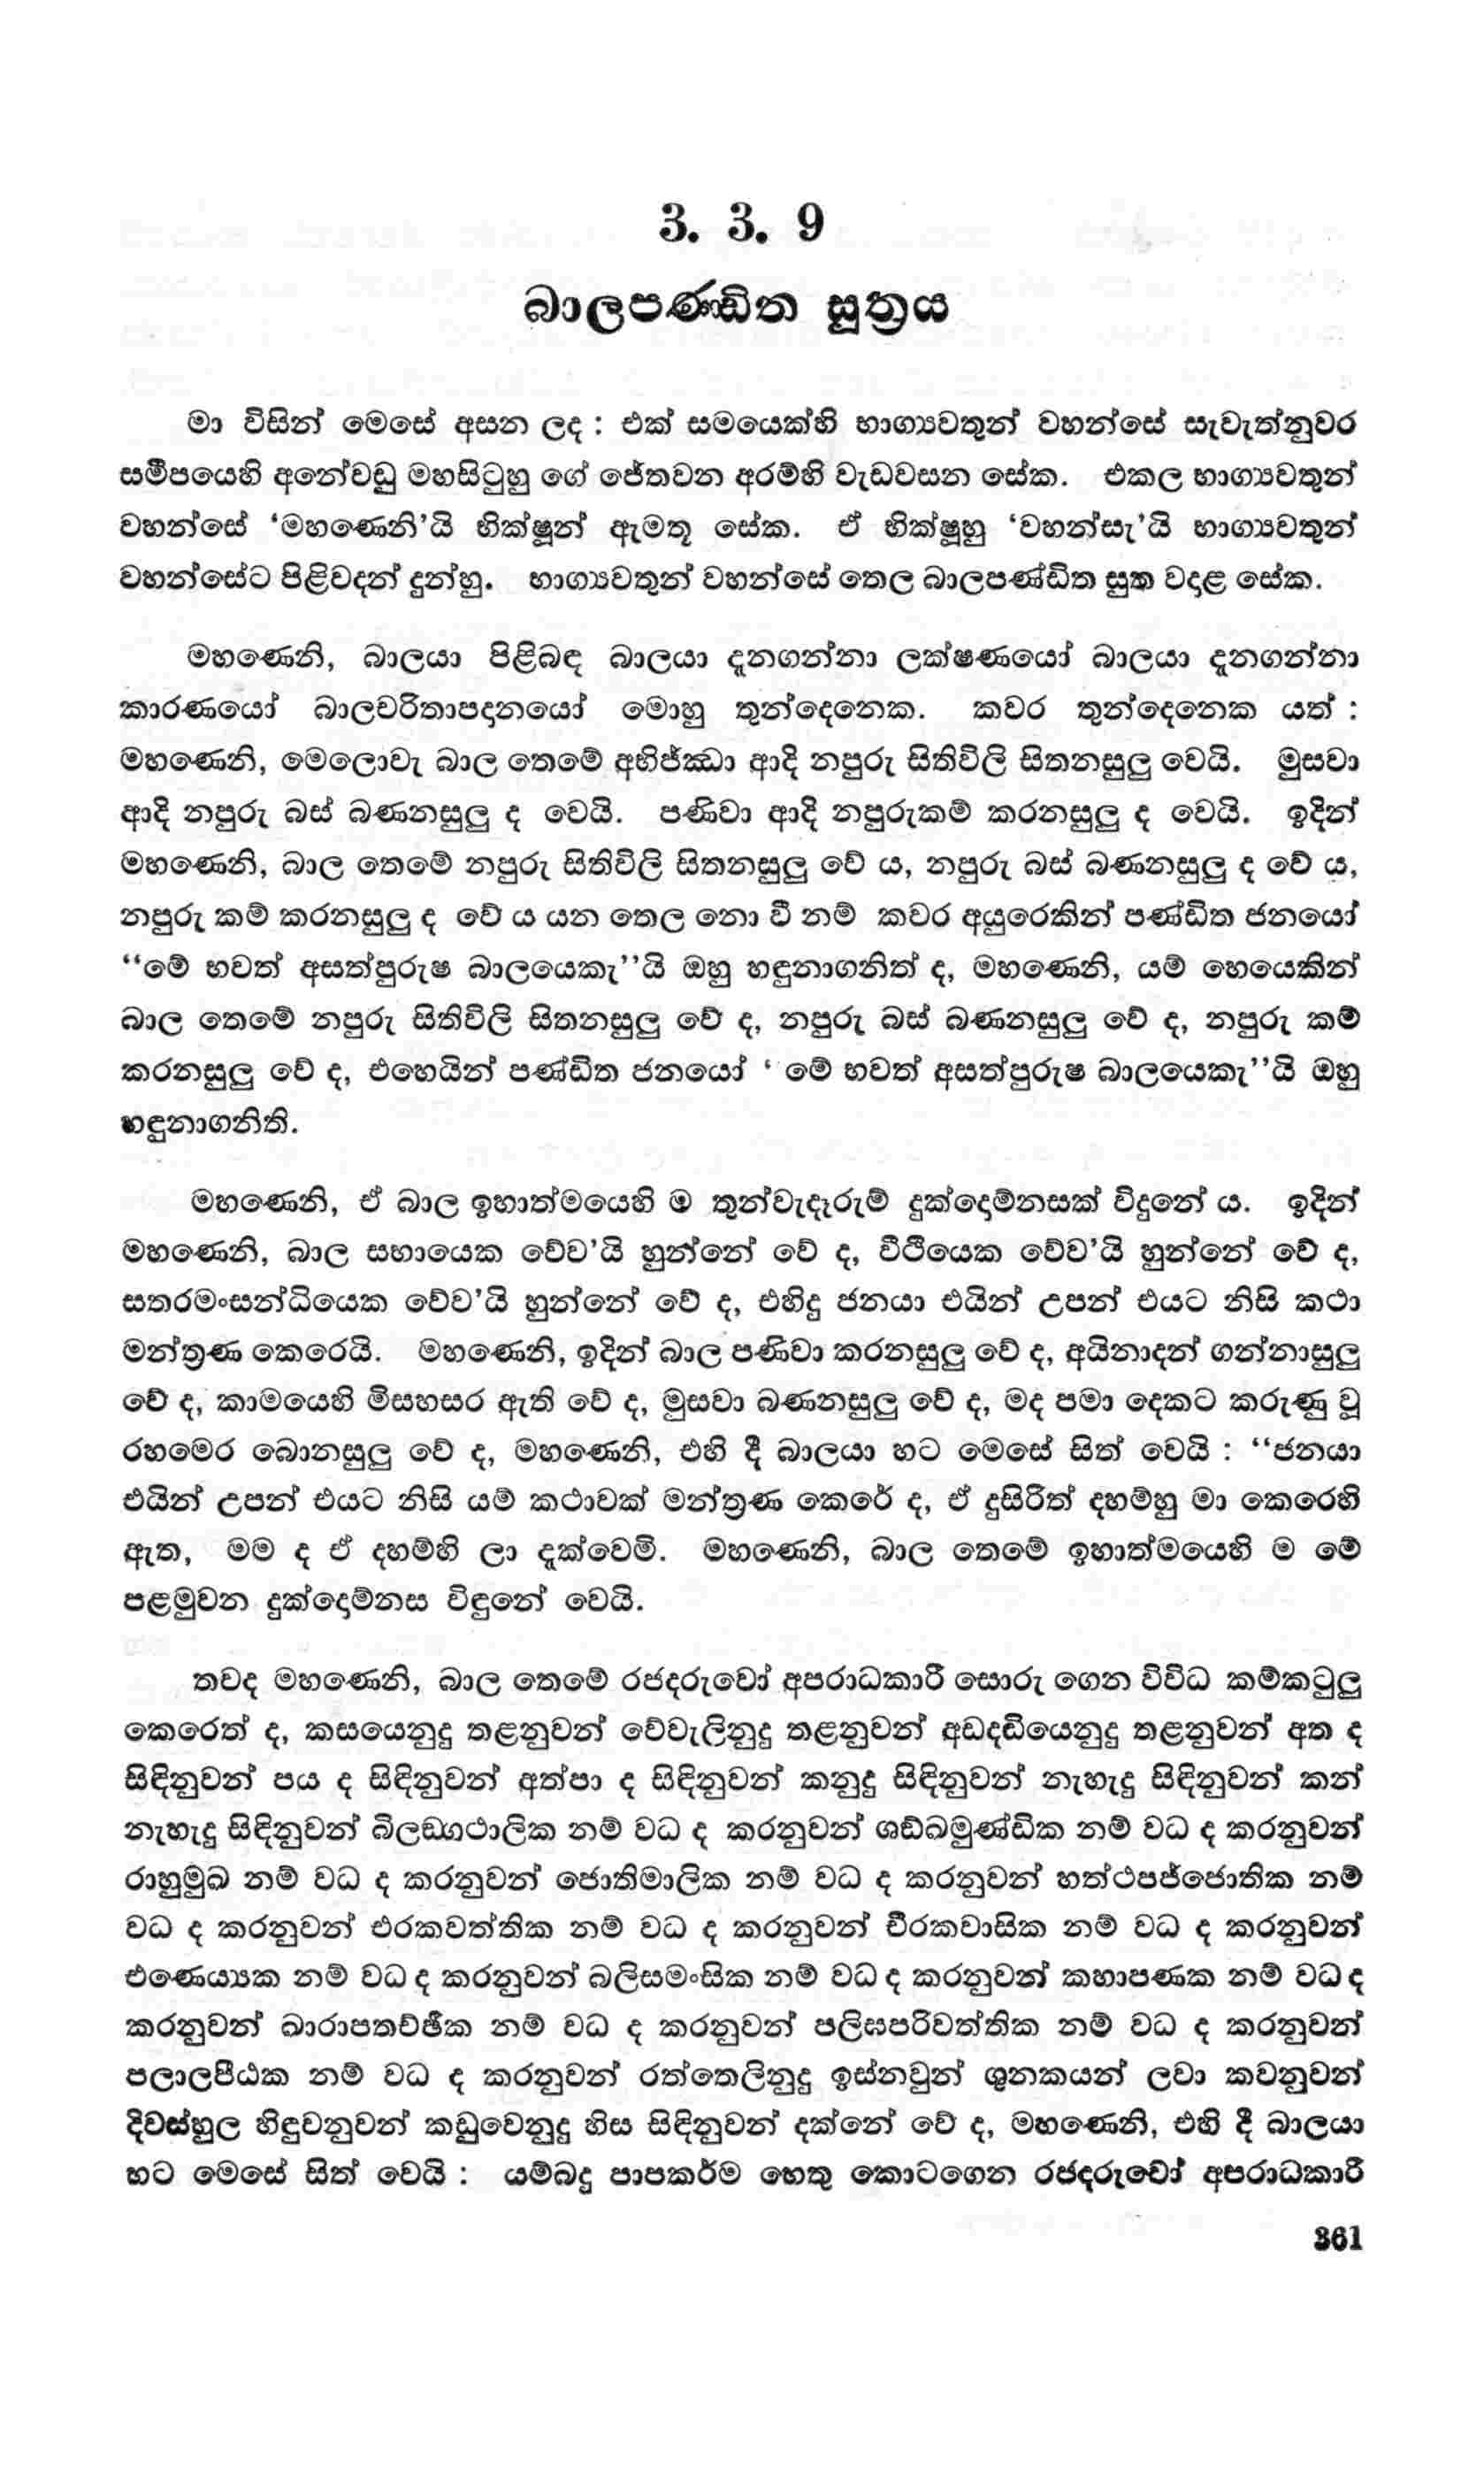 3. 3. 9
බාලපණ්ඩිත සූත්‍රය
මා විසින් මෙසේ අසන ලද : එක් සමයෙක්හි භාග්‍යවතුන් වහන්සේ සැවැත්නුවර
සමීපයෙහි අනේවඩු මහසිටුහු ගේ ජේතවන අරම්හි වැඩවසන සේක. එකල භාග්‍යවතුන්
වහන්සේ ‘මහණෙනි’යි භික්ෂූන් ඇමතූ සේක. ඒ භික්ෂූහු ‘වහන්සැ’යි භාග්‍යවතුන්
වහන්සේට පිළිවදන් දුන්හු. භාග්‍යවතුන් වහන්සේ තෙල බාලපණ්ඩිත සුත වදළ සේක.
මහණෙනි, බාලයා පිළිබඳ බාලයා දැනගන්නා ලක්ෂණයෝ බාලයා දැනගන්නා
කාරණයෝ බාලචරිතාපදානයෝ මොහු තුන්දෙනෙක. කවර තුන්දෙනෙක යත් :
මහණෙනි, මෙලොවැ බාල තෙමේ අභිජ්ඣා ආදි නපුරු සිතිවිලි සිතනසුලු වෙයි. මුසවා
ආදි නපුරු බස් බණනසුලු ද වෙයි. පණිවා ආදි නපුරුකම් කරනසුලු ද වෙයි. ඉදින්
මහණෙනි, බාල තෙමේ නපුරු සිතිවිලි සිතනසුලු වේ ය, නපුරු බස් බණනසුලු ද වේ ය,
නපුරු කම් කරනසුලු ද වේ ය යන තෙල නො වී නම් කවර අයුරෙකින් පණ්ඩිත ජනයෝ
“මේ භවත් අසත්පුරුෂ බාලයෙකැ”යි ඔහු හඳුනාගනිත් ද, මහණෙනි, යම් හෙයෙකින්
බාල තෙමේ නපුරු සිතිවිලි සිතනසුලු වේ ද, නපුරු බස් බණනසුලු වේ ද, නපුරු කම්
කරනසුලු වේ ද, එහෙයින් පණ්ඩිත ජනයෝ ‘ මේ භවත් අසත්පුරුෂ බාලයෙකැ”යි ඔහු
හඳුනාගනිති.
මහණෙනි, ඒ බාල ඉහාත්මයෙහි ම තුන්වැදෑරුම් දුක්දොම්නසක් විඳුනේ ය. ඉදින්
මහණෙනි, බාල සභායෙක වේව’යි හුන්නේ වේ ද, වීථියෙක වේව’යි හුන්නේ වේ ද,
සතරමංසන්ධියෙක වේව’යි හුන්නේ වේ ද, එහිදු ජනයා එයින් උපන් එයට නිසි කථා
මන්ත්‍රණ කෙරෙයි. මහණෙනි, ඉදින් බාල පණිවා කරනසුලු වේ ද, අයිනාදන් ගන්නාසුලු
වේ ද, කාමයෙහි මිසහසර ඇති වේ ද, මුසවා බණනසුලු වේ ද, මද පමා දෙකට කරුණු වූ
රහමෙර බොනසුලු වේ ද, මහණෙනි, එහි දී බාලයා හට මෙසේ සිත් වෙයි : “ජනයා
එයින් උපන් එයට නිසි යම් කථාවක් මන්ත්‍රණ කෙරේ ද, ඒ දුසිරිත් දහම්හු මා කෙරෙහි
ඇත, මම ද ඒ දහම්හි ලා දැක්වෙමි. මහණෙනි, බාල තෙමේ ඉහාත්මයෙහි ම මේ
පළමුවන දුක්දොම්නස විඳුනේ වෙයි.
තවද මහණෙනි, බාල තෙමේ රජදරුවෝ අපරාධකාරී සොරු ගෙන විවිධ කම්කටුලු
කෙරෙත් ද, කසයෙනුදු තළනුවන් වේවැලිනුදු තළනුවන් අඩදඬියෙනුදු තළනුවන් අත ද
සිඳිනුවන් පය ද සිඳිනුවන් අත්පා ද සිඳිනුවන් කනුදු සිඳිනුවන් නැහැදු සිඳිනුවන් කන්
නැහැදු සිඳිනුවන් බිලඞ්ගථාලික නම් වධ ද කරනුවන් ශඞ්ඛමුණ්ඩික නම් වධ ද කරනුවන්
රාහුමුඛ නම් වධ ද කරනුවන් ජොතිමාලික නම් වධ ද කරනුවන් හත්ථපජ්ජොතික නම්
වධ ද කරනුවන් එරකවත්තික නම් වධ ද කරනුවන් චීරකවාසික නම් වධ ද කරනුවන්
එණෙය්‍යක නම් වධ ද කරනුවන් බලිසමංසික නම් වධ ද කරනුවන් කහාපණක නම් වධ ද
කරනුවන් ඛාරාපතච්ඡික නම් වධ ද කරනුවන් පලිඝපරිවත්තික නම් වධ ද කරනුවන්
පලාලපීඨක නම් වධ ද කරනුවන් රත්තෙලිනුදු ඉස්නවුන් ශුනකයන් ලවා කවනුවන්
දිවස්හුල හිඳුවනුවන් කඩුවෙනුදු හිස සිඳිනුවන් දක්නේ වේ ද, මහණෙනි, එහි දී බාලයා
හට මෙසේ සිත් වෙයි : යම්බඳු පාපකර්ම හෙතු කොටගෙන රජදරුවෝ අපරාධකාරී
361